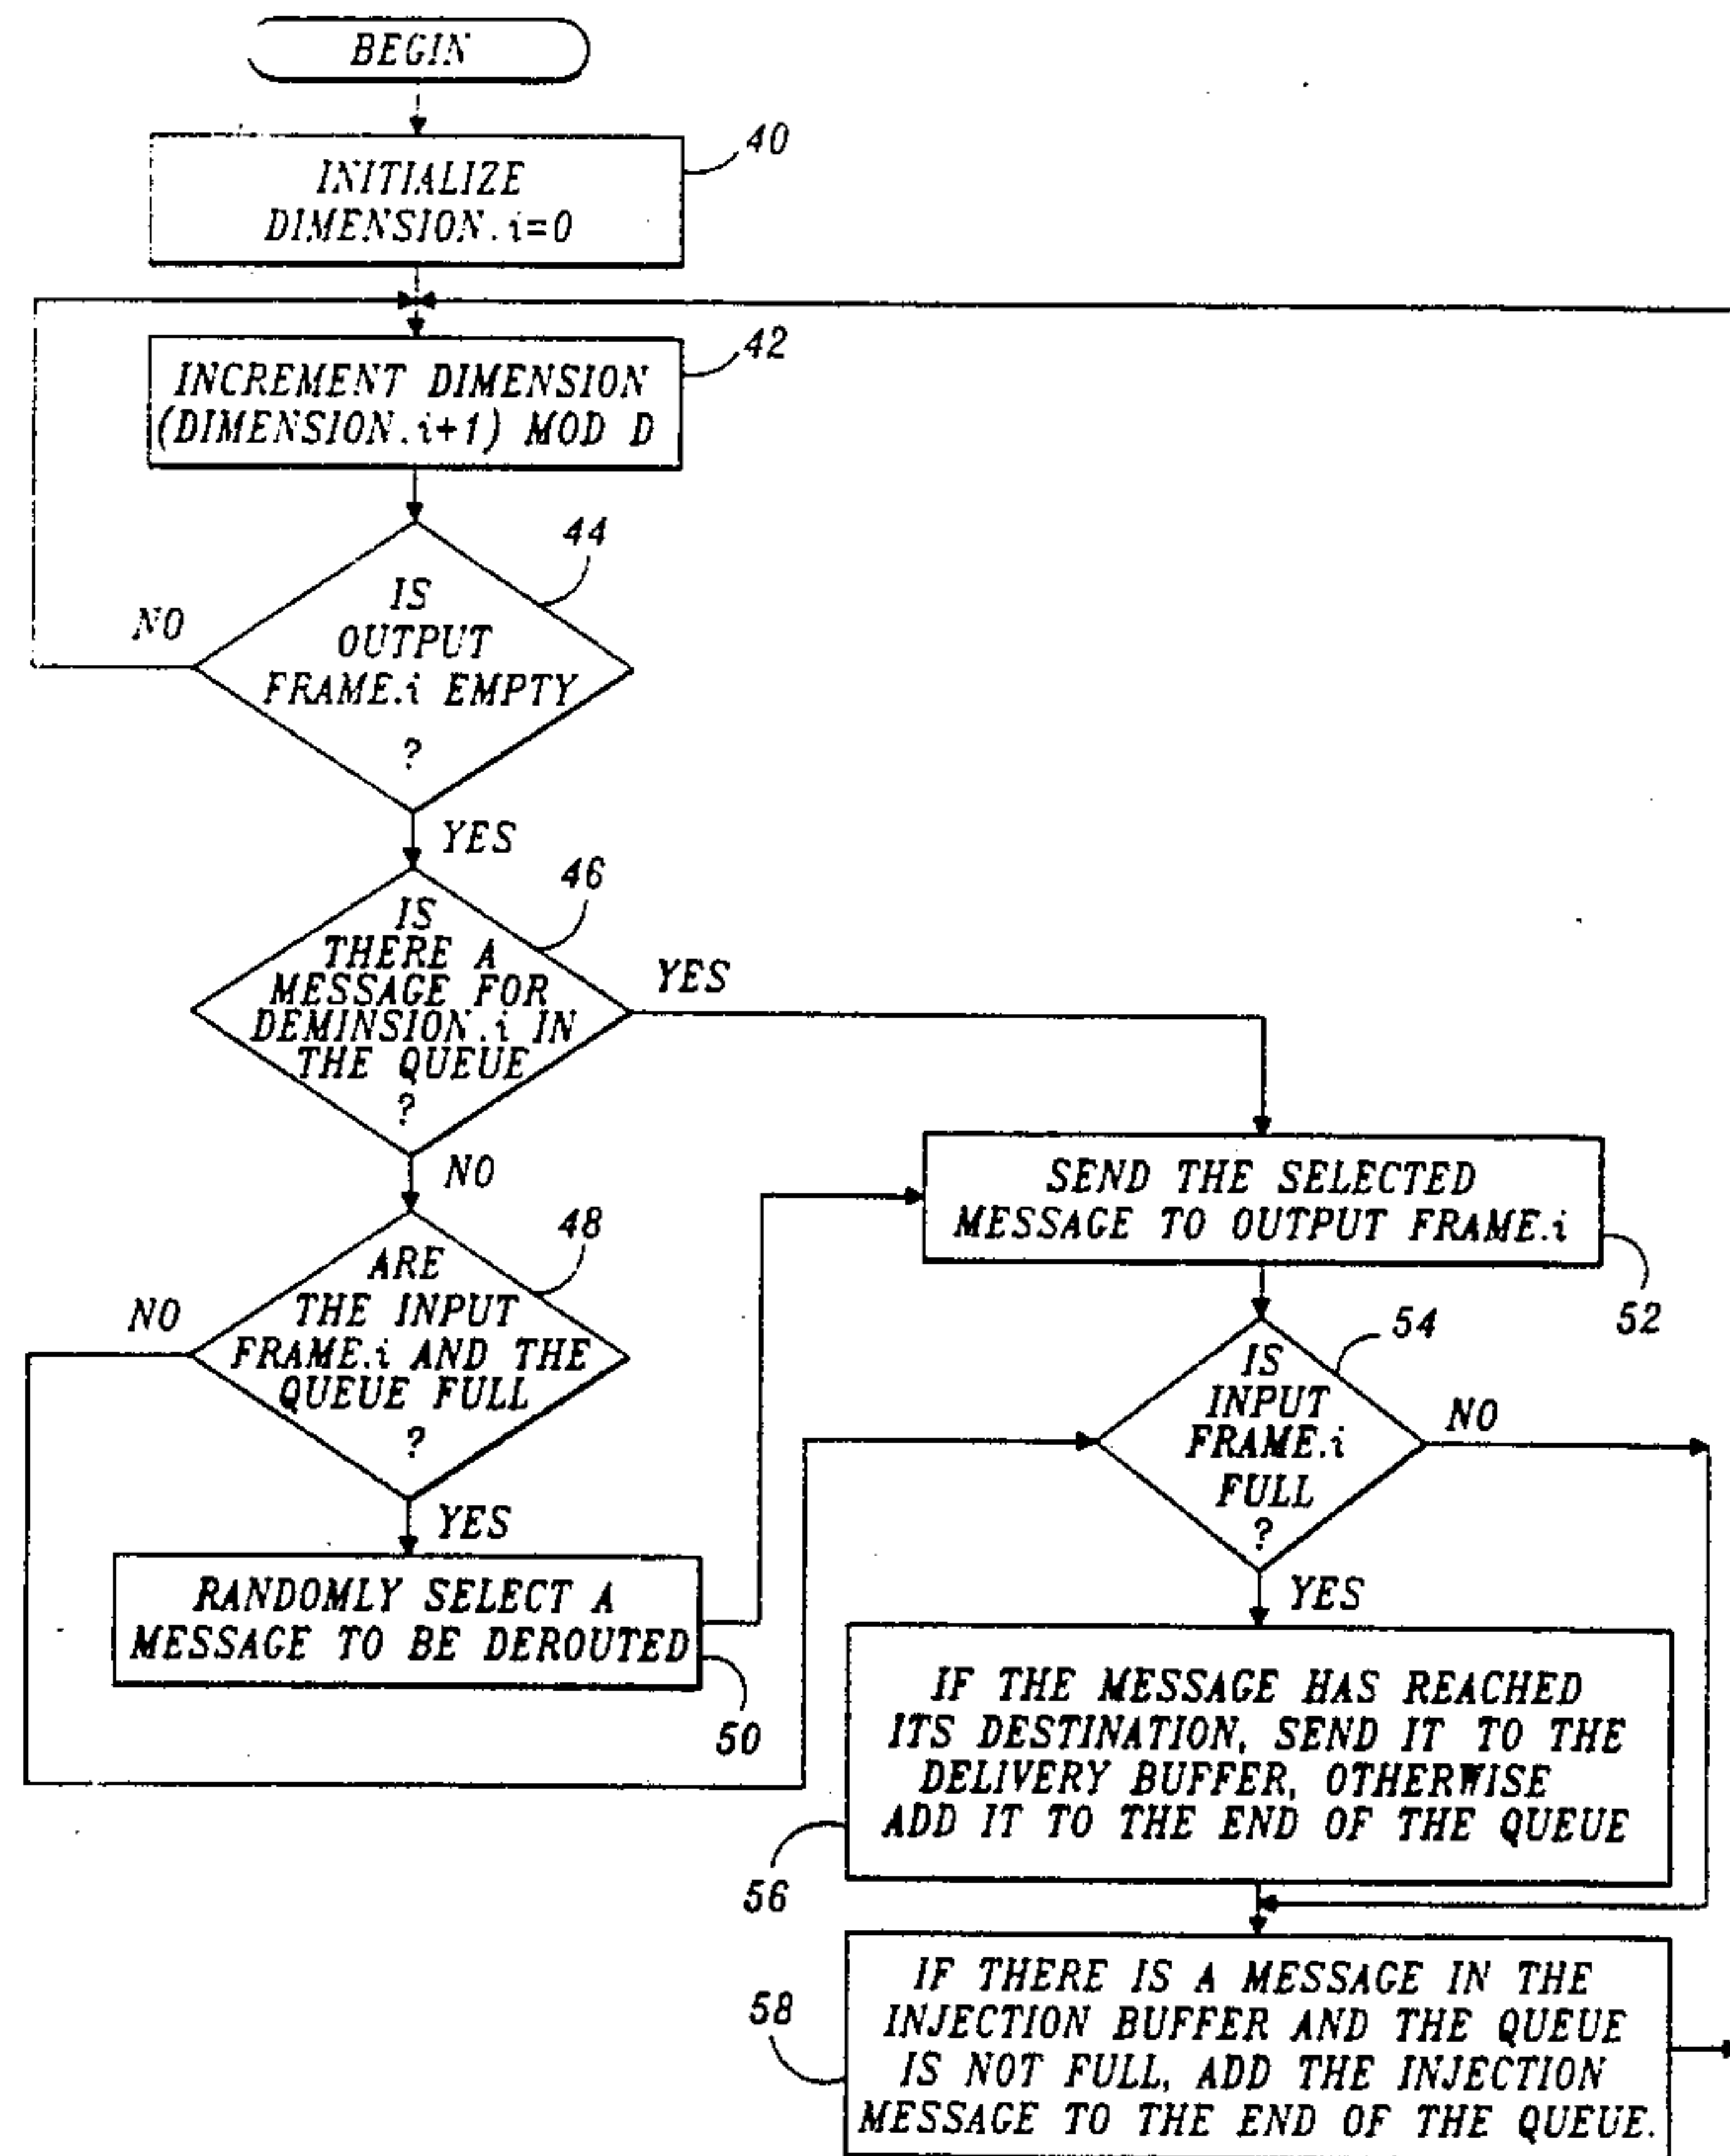 BEGIN
40
INITIALIZE
DIMENSION.i=0
42
INCREMENT DIMENSION
(DIMENSION.i+1) MOD D
44
IS
OUTPUT
FRAME.i EMPTY
?
NO
YES
46
IS
THERE A
MESSAGE FOR
DEMINSION.i IN
THE QUEUE
?
YES
NO
48
ARE
THE INPUT
FRAME.i AND THE
QUEUE FULL
?
NO
YES
RANDOMLY SELECT A
MESSAGE TO BE DEROUTED
50
SEND THE SELECTED
MESSAGE TO OUTPUT FRAME.i
52
54
IS
INPUT
FRAME.i
FULL
?
NO
YES
IF THE MESSAGE HAS REACHED
ITS DESTINATION, SEND IT TO THE
DELIVERY BUFFER, OTHERWISE
ADD IT TO THE END OF THE QUEUE
56
IF THERE IS A MESSAGE IN THE
INJECTION BUFFER AND THE QUEUE
IS NOT FULL, ADD THE INJECTION
MESSAGE TO THE END OF THE QUEUE.
58